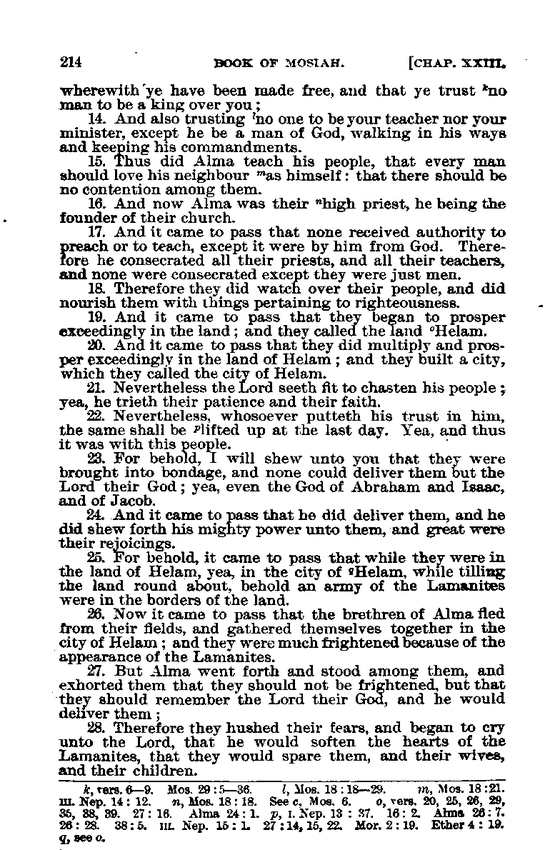 214 BOOK OF MOSIAH. [CHAP. XXIII.
wherewith ye have been made free, and that ye trust ᵏno
man to be a king over you;
14. And also trusting ˡno one to be your teacher nor your
minister, except he be a man of God, walking in his ways
and keeping his commandments.
15. Thus did Alma teach his people, that every man
should love his neighbour ᵐas himself: that there should be
no contention among them.
16. And now Alma was their ⁿhigh priest, he being the
founder of their church.
17. And it came to pass that none received authority to
preach or to teach, except it were by him from God. There-
fore he consecrated all their priests, and all their teachers,
and none were consecrated except they were just men.
18. Therefore they did watch over their people, and did
nourish them with things pertaining to righteousness.
19. And it came to pass that they began to prosper
exceedingly in the land; and they called the land ᵒHelam.
20. And it came to pass that they did multiply and pros-
per exceedingly in the land of Helam; and they built a city,
which they called the city of Helam.
21. Nevertheless the Lord seeth fit to chasten his people;
yea, he trieth their patience and their faith.
22. Nevertheless, whosoever putteth his trust in him,
the same shall be ᵖlifted up at the last day. Yea, and thus
it was with this people.
23. For behold, I will shew unto you that they were
brought into bondage, and none could deliver them but the
Lord their God; yea, even the God of Abraham and Isaac,
and of Jacob.
24. And it came to pass that he did deliver them, and he
did shew forth his mighty power unto them, and great were
their rejoicings.
25. For behold, it came to pass that while they were in
the land of Helam, yea, in the city of qHelam, while tilling
the land round about, behold an army of the Lamanites
were in the borders of the land.
26. Now it came to pass that the brethren of Alma fled
from their fields, and gathered themselves together in the
city of Helam; and they were much frightened because of the
appearance of the Lamanites.
27. But Alma went forth and stood among them, and
exhorted them that they should not be frightened, but that
they should remember the Lord their God, and he would
deliver them;
28. Therefore they hushed their fears, and began to cry
unto the Lord, that he would soften the hearts of the
Lamanites, that they would spare them, and their wives,
and their children.
k, vers. 6—9. Mos. 29:5—36. l, Mos. 18:18—29. m, Mos. 18:21.
III. Nep. 14:12. n, Mos. 18:18. See c, Mos. 6. o, vers. 20, 25, 26, 29,
35, 38, 39. 27:16. Alma 24:1. p, I. Nep. 13:37. 16:2. Alma 26:7.
26:28. 38:5. III. Nep. 15:1. 27:14, 15, 22. Mor. 2:19. Ether 4:19.
q, see o.